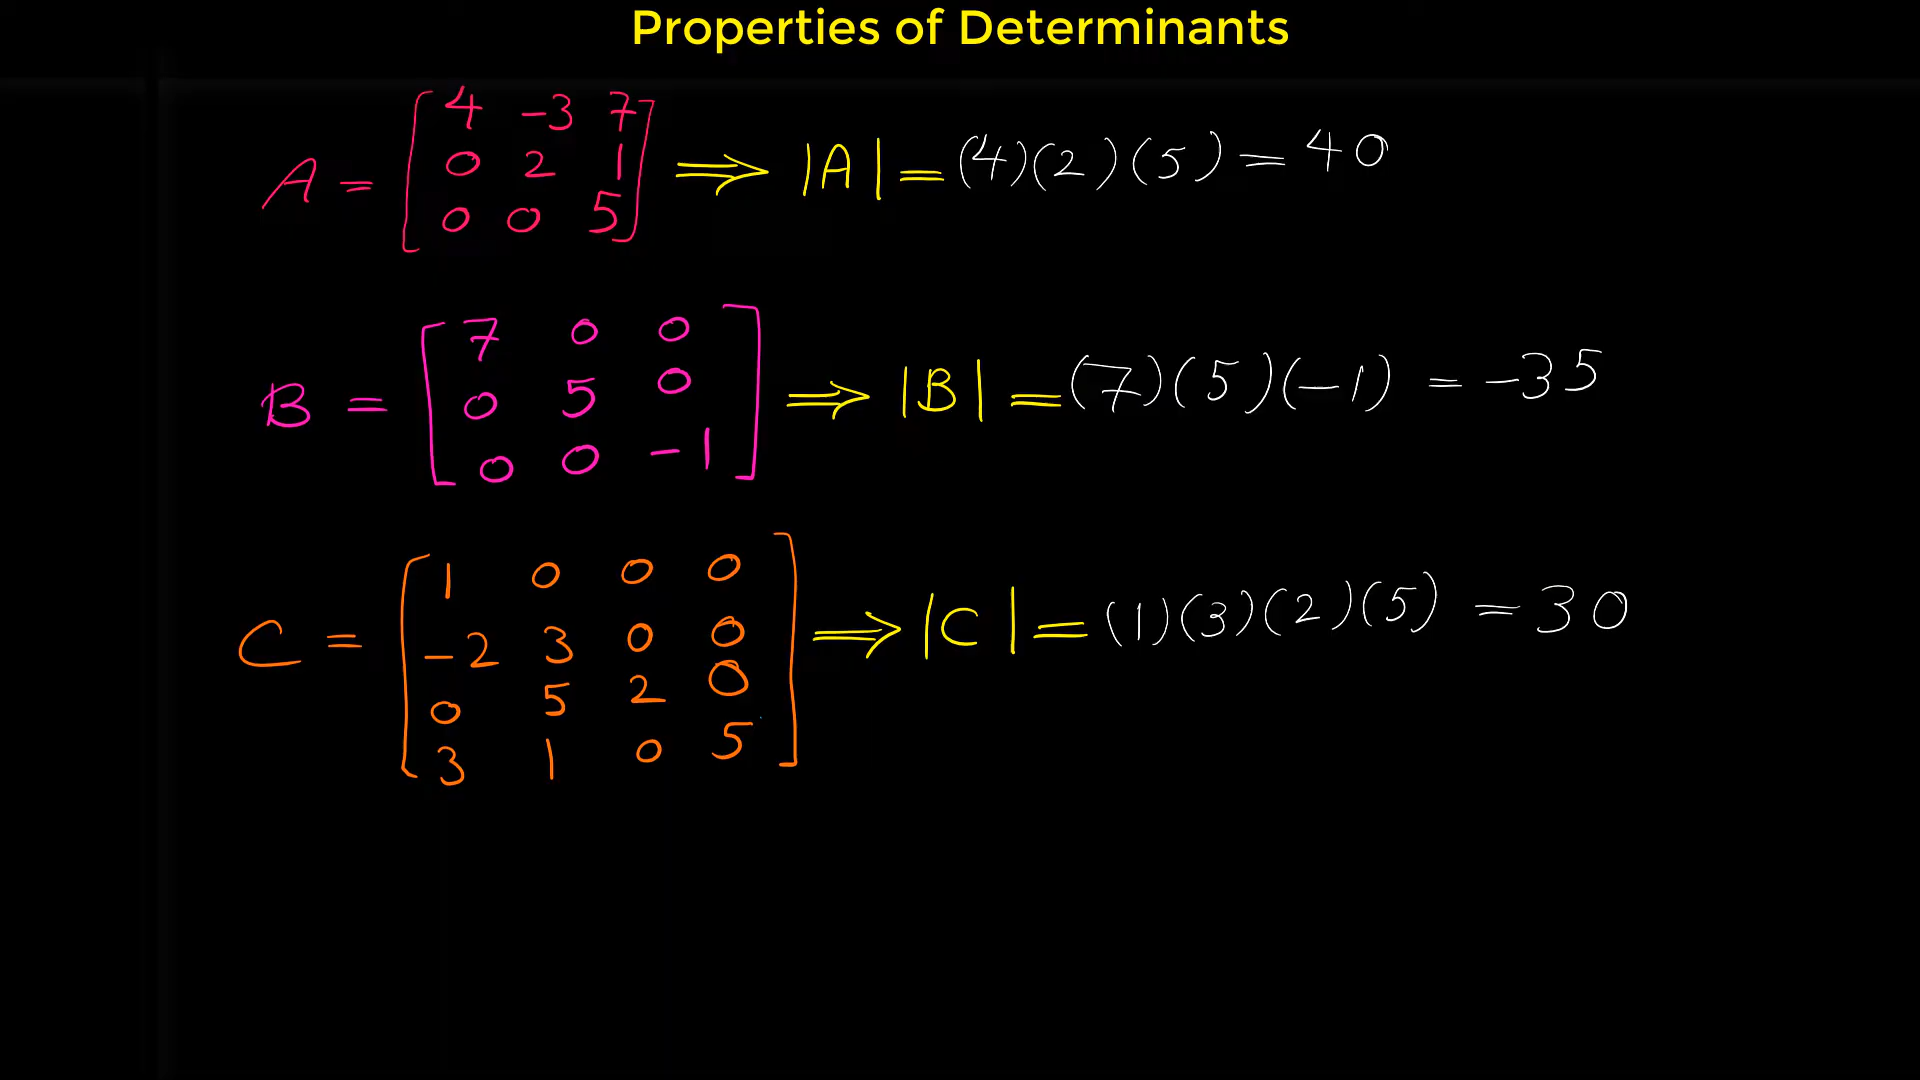 Properties of Determinants
A = [4 -3 7
0 2 1
0 0 5] ⟹ |A| = (4)(2)(5) = 40
B = [7 0 0
0 5 0
0 0 -1] ⟹ |B| = (7)(5)(-1) = -35
C = [1 0 0 0
-2 3 0 0
0 5 2 0
3 1 0 5] ⟹ |C| = (1)(3)(2)(5) = 30